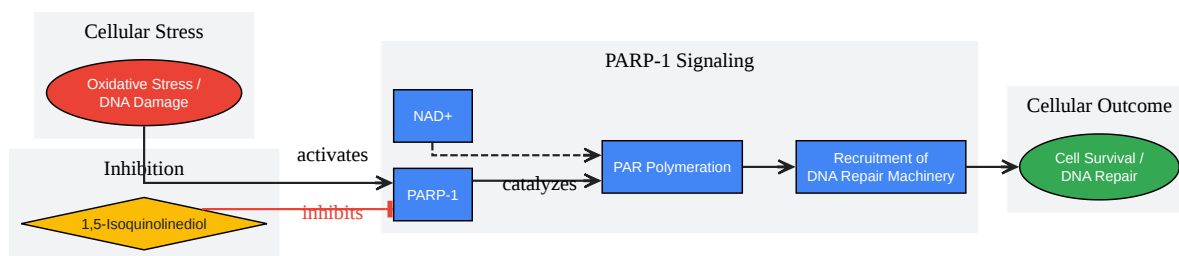 Cellular Stress
Oxidative Stress /
DNA Damage
Inhibition
1,5-Isoquinolinediol
activates
inhibits
PARP-1 Signaling
NAD+
PARP-1
catalyzes
PAR Polymeration
Recruitment of
DNA Repair Machinery
Cellular Outcome
Cell Survival /
DNA Repair